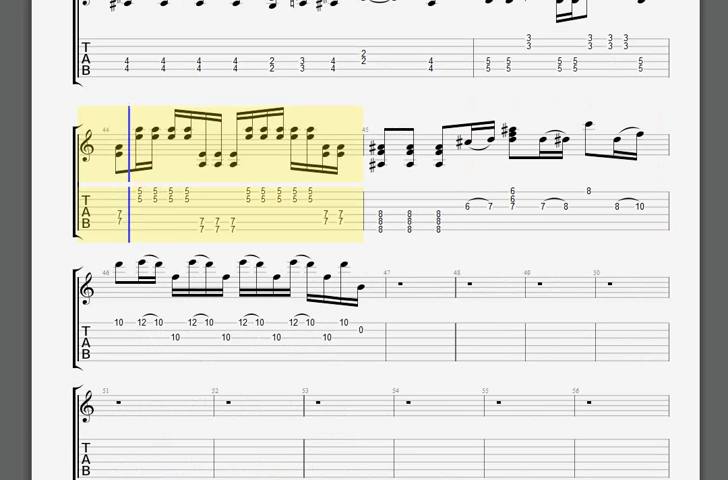 3 3 3 3
2 3 3 3 3
4 4 4 4 2 3 4 2 4 5 5 5 5 5
4 4 4 4 2 3 4 4 5 5 5 5 5
T A B
44 45
5 5 5 5 5 5 5 5 5 6 8
5 5 5 5 5 5 5 5 5 6 7 6 7 8 8 10
7 7 7 8 8 8
7 7 7 7 7 7 8 8 8
7 7 7 8 8 8
T A B
46 47 48 49 50
10 12 10 12 10 12 10 12 10 10
0
10 10 10 10
T A B
51 52 53 54 55 56
T A B